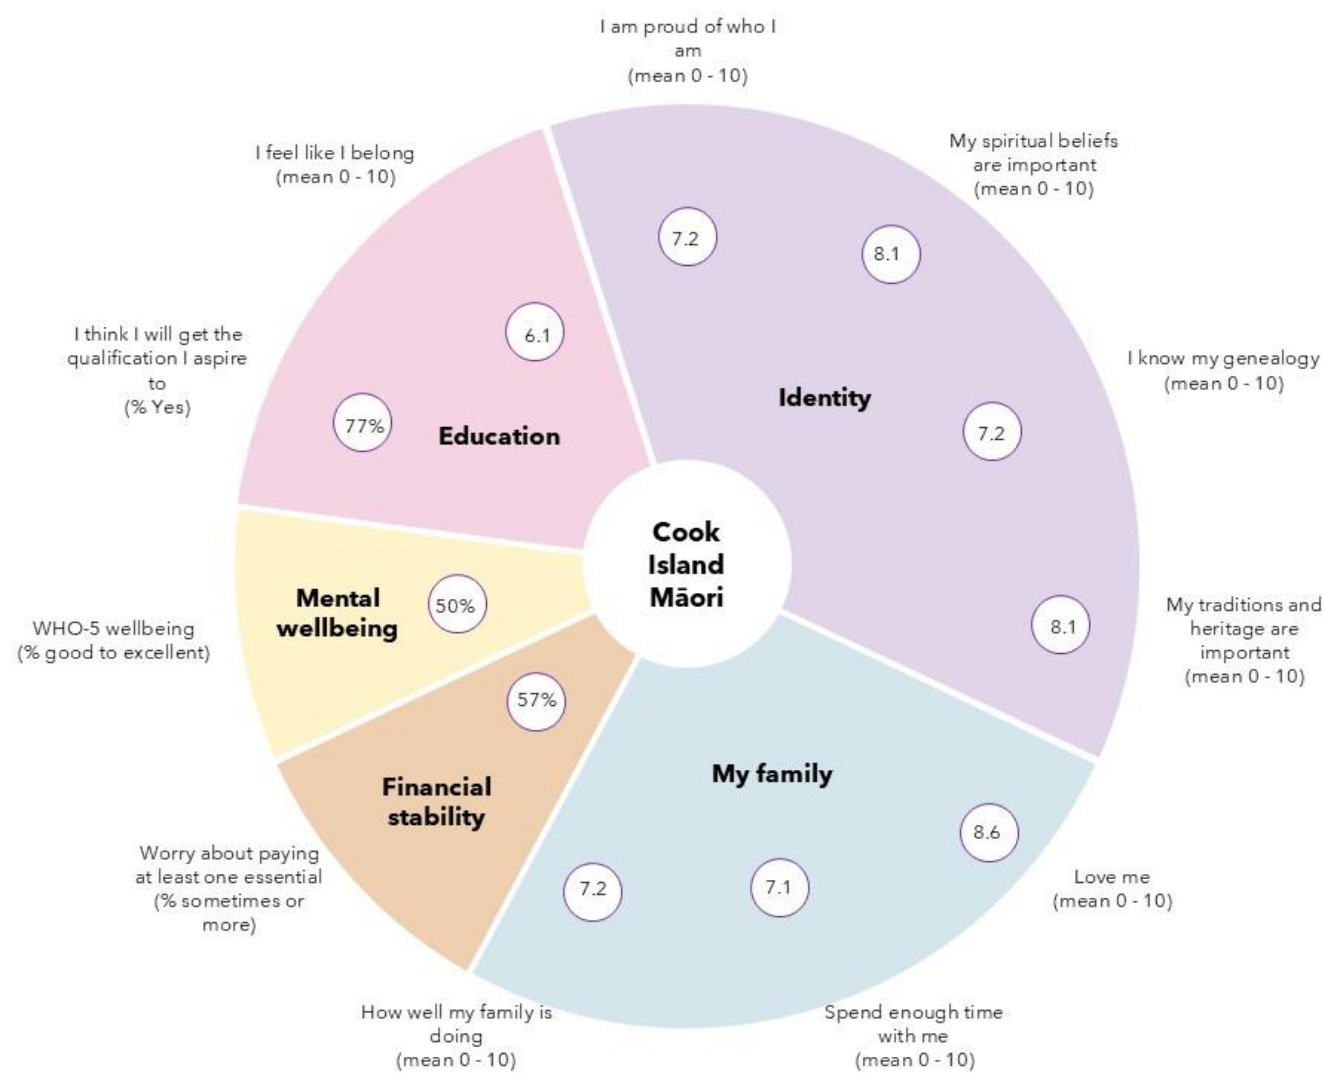 I am proud of who I
am
(mean 0 - 10)
My spiritual beliefs
are important
(mean 0 - 10)
I feel like I belong
(mean 0 - 10)
7.2
8.1
I think I will get the
qualification I aspire
to
(% Yes)
6.1
77%
Education
Identity
I know my genealogy
(mean 0 - 10)
7.2
Cook
Island
Māori
Mental
wellbeing
50%
WHO-5 wellbeing
(% good to excellent)
8.1
My traditions and
heritage are
important
(mean 0 - 10)
57%
Financial
stability
Worry about paying
at least one essential
(% sometimes or
more)
My family
7.2
7.1
8.6
Love me
(mean 0 - 10)
How well my family is
doing
(mean 0 - 10)
Spend enough time
with me
(mean 0 - 10)